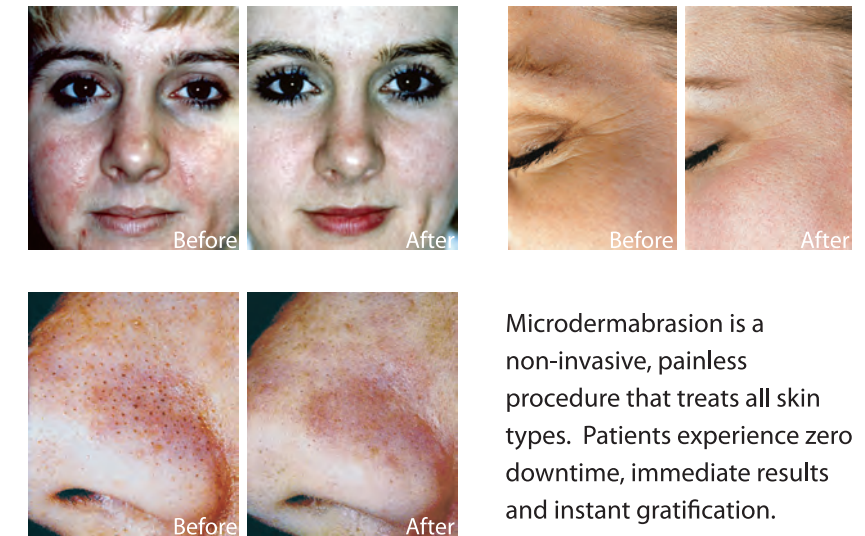 Before
After
Before
After
Before
After
Microdermabrasion is a
non-invasive, painless
procedure that treats all skin
types.  Patients experience zero
downtime, immediate results
and instant gratification.